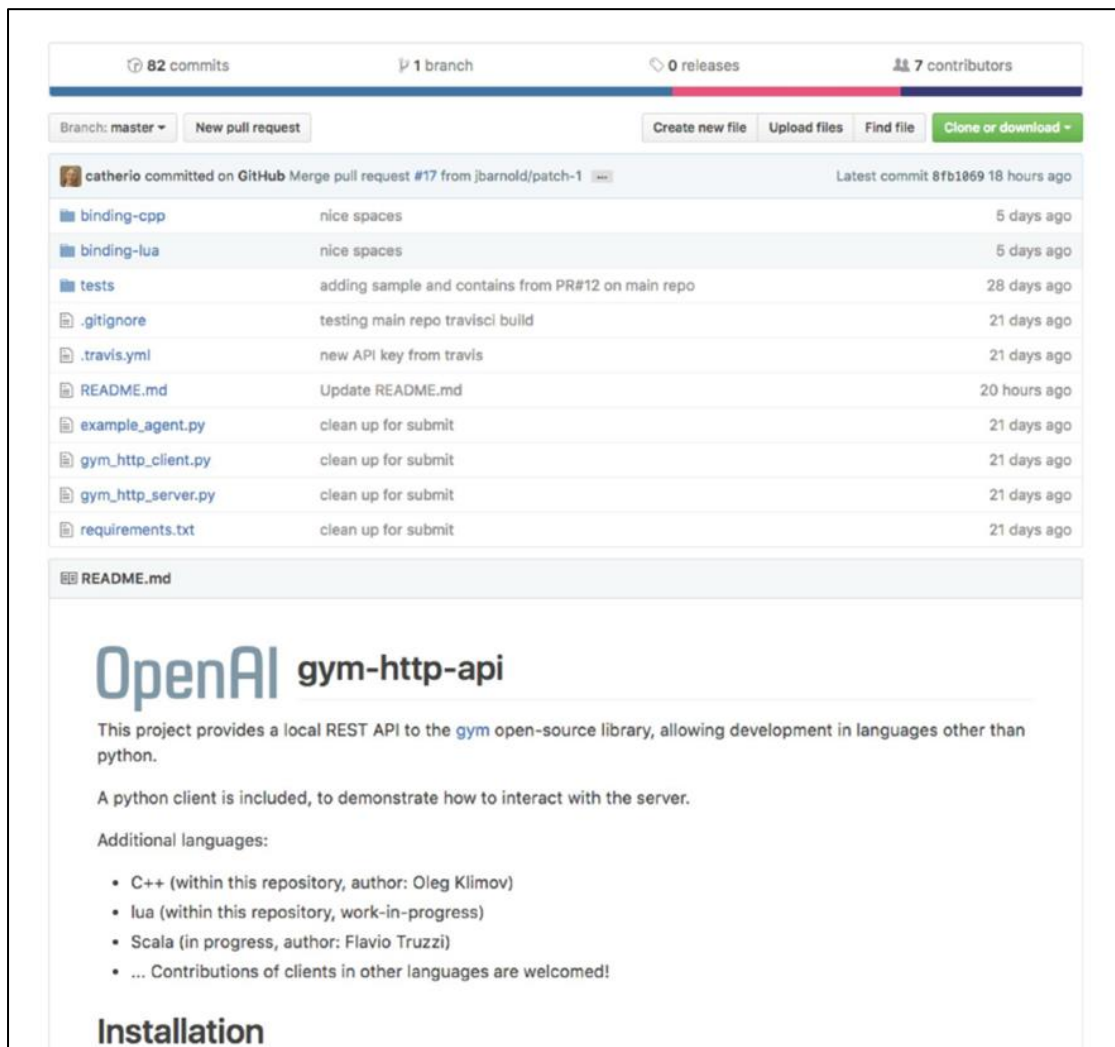 82 commits 1 branch 0 releases 7 contributors
Branch: master New pull request Create new file Upload files Find file Clone or download
catherio committed on GitHub Merge pull request #17 from jbarnold/patch-1 ... Latest commit 8fb1069 18 hours ago
binding-cpp nice spaces 5 days ago
binding-lua nice spaces 5 days ago
tests adding sample and contains from PR#12 on main repo 28 days ago
.gitignore testing main repo travisci build 21 days ago
.travis.yml new API key from travis 21 days ago
README.md Update README.md 20 hours ago
example_agent.py clean up for submit 21 days ago
gym_http_client.py clean up for submit 21 days ago
gym_http_server.py clean up for submit 21 days ago
requirements.txt clean up for submit 21 days ago
README.md
OpenAI gym-http-api
This project provides a local REST API to the gym open-source library, allowing development in languages other than
python.
A python client is included, to demonstrate how to interact with the server.
Additional languages:
• C++ (within this repository, author: Oleg Klimov)
• lua (within this repository, work-in-progress)
• Scala (in progress, author: Flavio Truzzi)
• ... Contributions of clients in other languages are welcomed!
Installation